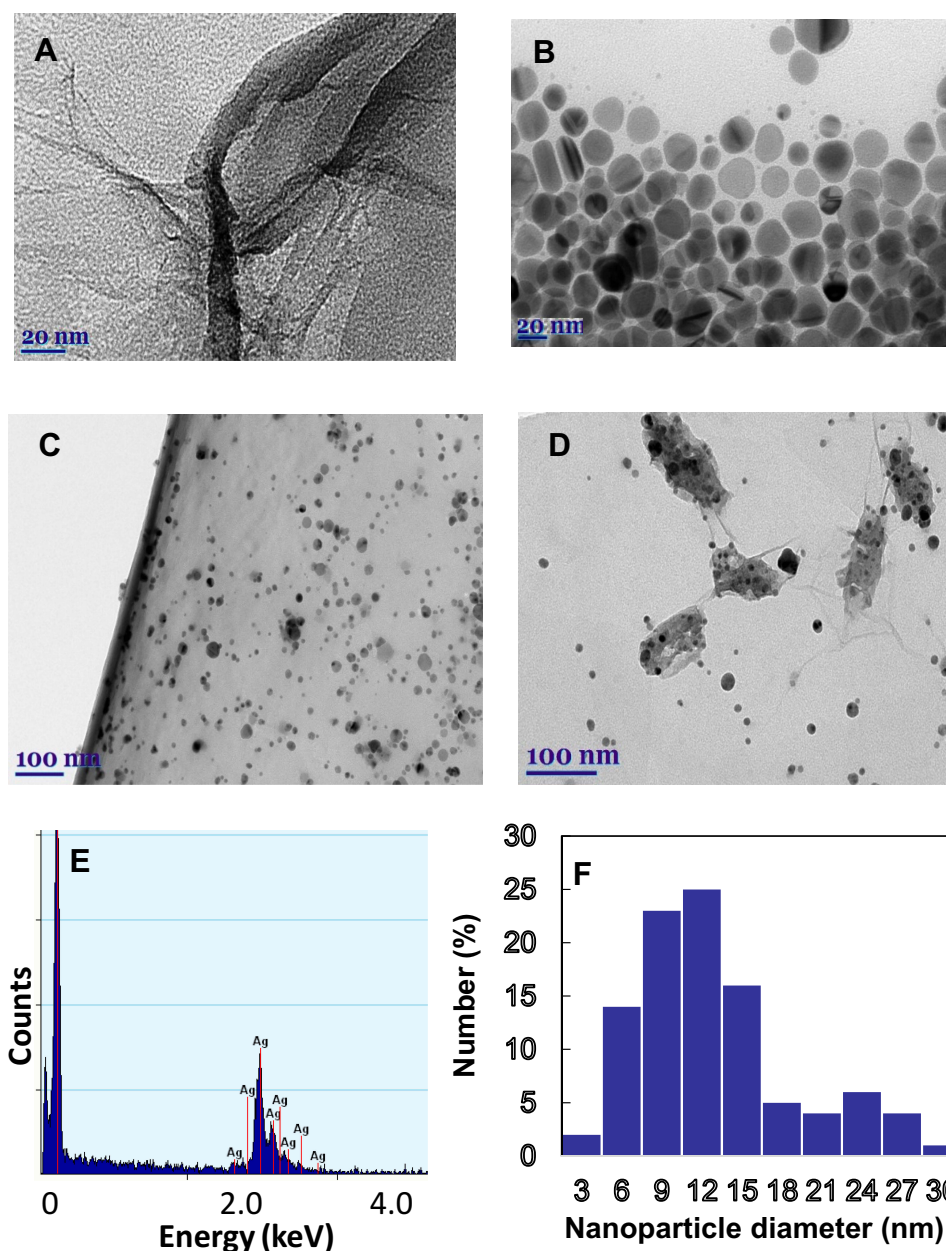 A
20 nm
B
20 nm
C
100 nm
D
100 nm
E
Counts
Ag
Ag
Ag
Ag
Ag
Ag
Ag
0 2.0 4.0
Energy (keV)
F
Number (%)
30
25
20
15
10
5
0
3 6 9 12 15 18 21 24 27
Nanoparticle diameter (nm)